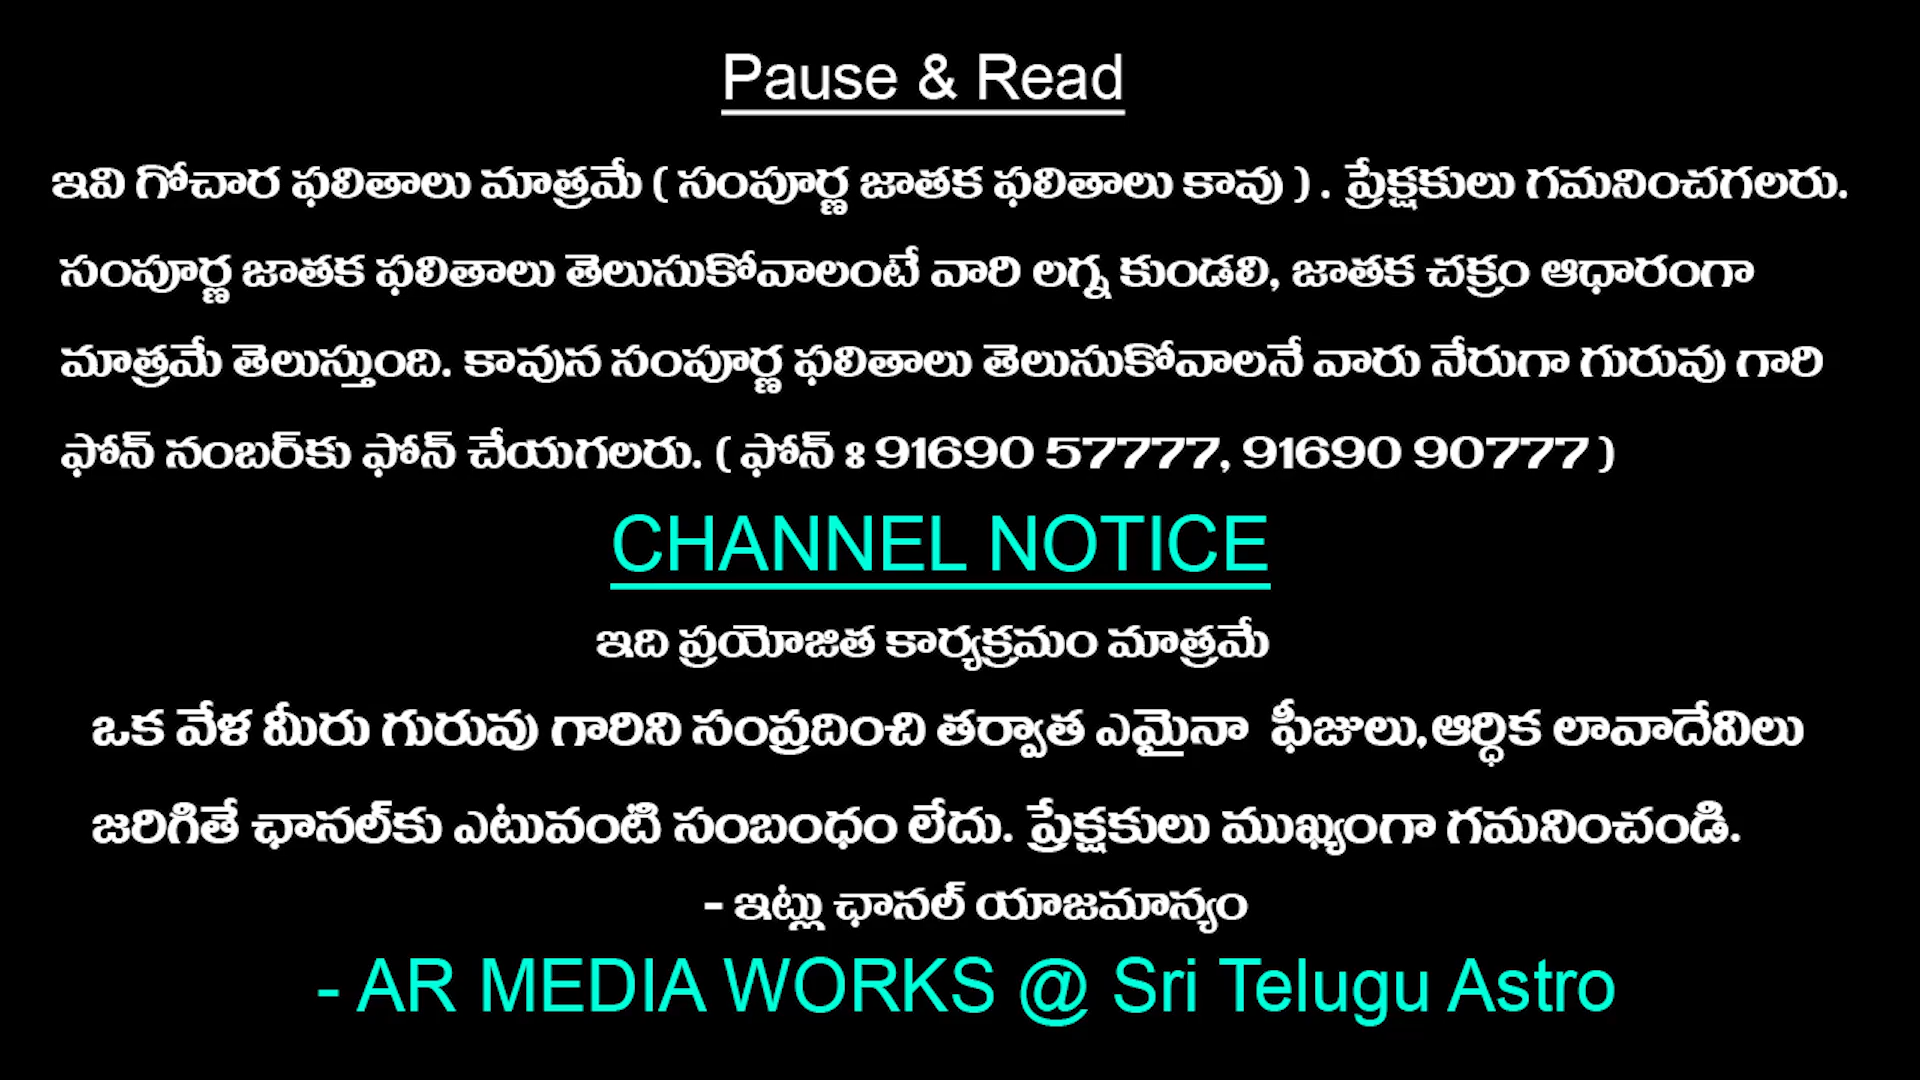 Pause & Read
ఇవి గోచార ఫలితాలు మాత్రమే ( సంపూర్ణ జాతక ఫలితాలు కావు ) . ప్రేక్షకులు గమనించగలరు.
సంపూర్ణ జాతక ఫలితాలు తెలుసుకోవాలంటే వారి లగ్న కుండలి, జాతక చక్రం ఆధారంగా
మాత్రమే తెలుస్తుంది. కావున సంపూర్ణ ఫలితాలు తెలుసుకోవాలనే వారు నేరుగా గురువు గారి
ఫోన్ నంబర్‌కు ఫోన్ చేయగలరు. ( ఫోన్ ః 91690 57777, 91690 90777 )
CHANNEL NOTICE
ఇది ప్రయోజిత కార్యక్రమం మాత్రమే
ఒక వేళ మీరు గురువు గారిని సంప్రదించి తర్వాత ఎమైనా ఫీజులు,ఆర్ధిక లావాదేవిలు
జరిగితే ఛానల్‌కు ఎటువంటి సంబంధం లేదు. ప్రేక్షకులు ముఖ్యంగా గమనించండి.
- ఇట్లు ఛానల్ యాజమాన్యం
- AR MEDIA WORKS @ Sri Telugu Astro